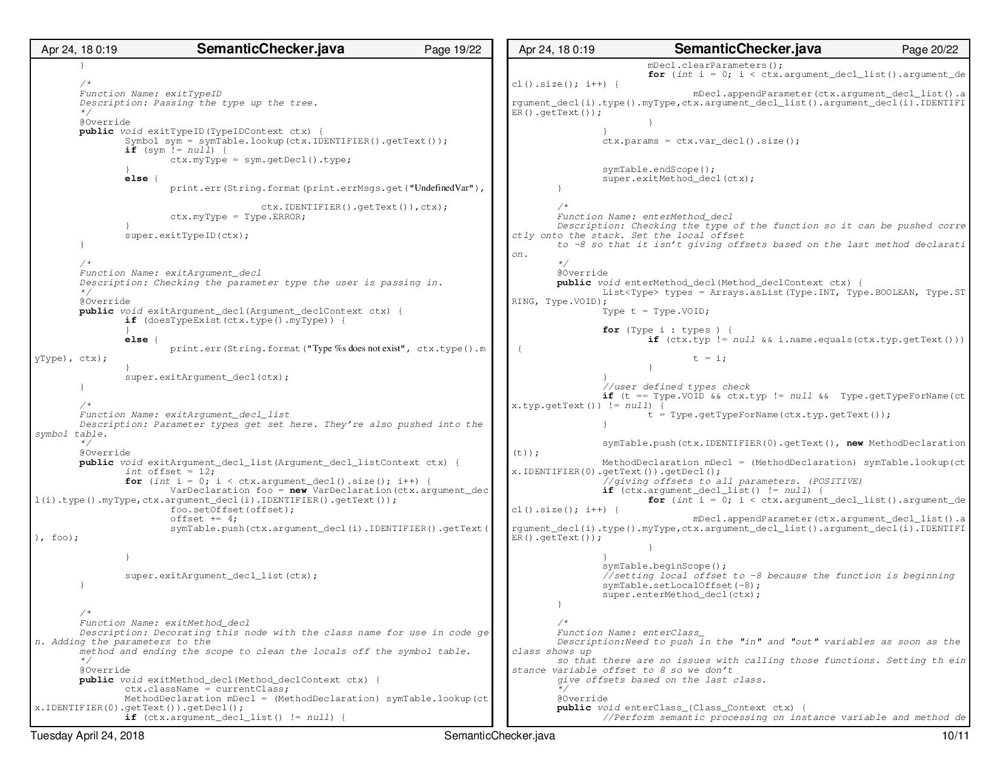 Apr 24, 18 0:19 SemanticChecker.java Page 19/22
}
/*
Function Name: exitTypeID
Description: Passing the type up the tree.
*/
@Override
public void exitTypeID(TypeIDContext ctx) {
Symbol sym = symTable.lookup(ctx.IDENTIFIER().getText());
if (sym != null) {
ctx.myType = sym.getDecl().type;
}
else {
print.err(String.format(print.errMsgs.get("UndefinedVar"),
ctx.IDENTIFIER().getText()),ctx);
ctx.myType = Type.ERROR;
}
super.exitTypeID(ctx);
}
/*
Function Name: exitArgument_decl
Description: Checking the parameter type the user is passing in.
*/
@Override
public void exitArgument_decl(Argument_declContext ctx) {
if (doesTypeExist(ctx.type().myType)) {
}
else {
print.err(String.format("Type %s does not exist", ctx.type().m
yType), ctx);
}
super.exitArgument_decl(ctx);
}
/*
Function Name: exitArgument_decl_list
Description: Parameter types get set here. They're also pushed into the
symbol table.
*/
@Override
public void exitArgument_decl_list(Argument_decl_listContext ctx) {
int offset = 12;
for (int i = 0; i < ctx.argument_decl().size(); i++) {
VarDeclaration foo = new VarDeclaration(ctx.argument_dec
l(i).type().myType,ctx.argument_decl(i).IDENTIFIER().getText());
foo.setOffset(offset);
offset += 4;
symTable.push(ctx.argument_decl(i).IDENTIFIER().getText(
), foo);
}
super.exitArgument_decl_list(ctx);
}
/*
Function Name: exitMethod_decl
Description: Decorating this node with the class name for use in code ge
n. Adding the parameters to the
method and ending the scope to clean the locals off the symbol table.
*/
@Override
public void exitMethod_decl(Method_declContext ctx) {
ctx.className = currentClass;
MethodDeclaration mDecl = (MethodDeclaration) symTable.lookup(ct
x.IDENTIFIER(0).getText()).getDecl();
if (ctx.argument_decl_list() != null) {
Apr 24, 18 0:19 SemanticChecker.java Page 20/22
mDecl.clearParameters();
for (int i = 0; i < ctx.argument_decl_list().argument_de
cl().size(); i++) {
mDecl.appendParameter(ctx.argument_decl_list().a
rgument_decl(i).type().myType,ctx.argument_decl_list().argument_decl(i).IDENTIFI
ER().getText());
}
}
ctx.params = ctx.var_decl().size();
symTable.endScope();
super.exitMethod_decl(ctx);
}
/*
Function Name: enterMethod_decl
Description: Checking the type of the function so it can be pushed corre
ctly onto the stack. Set the local offset
to -8 so that it isn't giving offsets based on the last method declarati
on.
*/
@Override
public void enterMethod_decl(Method_declContext ctx) {
List<Type> types = Arrays.asList(Type.INT, Type.BOOLEAN, Type.ST
RING, Type.VOID);
Type t = Type.VOID;
for (Type i : types ) {
if (ctx.typ != null && i.name.equals(ctx.typ.getText()))
{
t = i;
}
}
//user defined types check
if (t == Type.VOID && ctx.typ != null &&  Type.getTypeForName(ct
x.typ.getText()) != null) {
t = Type.getTypeForName(ctx.typ.getText());
}
symTable.push(ctx.IDENTIFIER(0).getText(), new MethodDeclaration
(t));
MethodDeclaration mDecl = (MethodDeclaration) symTable.lookup(ct
x.IDENTIFIER(0).getText()).getDecl();
//giving offsets to all parameters. (POSITIVE)
if (ctx.argument_decl_list() != null) {
for (int i = 0; i < ctx.argument_decl_list().argument_de
cl().size(); i++) {
mDecl.appendParameter(ctx.argument_decl_list().a
rgument_decl(i).type().myType,ctx.argument_decl_list().argument_decl(i).IDENTIFI
ER().getText());
}
}
symTable.beginScope();
//setting local offset to -8 because the function is beginning
symTable.setLocalOffset(-8);
super.enterMethod_decl(ctx);
}
/*
Function Name: enterClass_
Description:Need to push in the "in" and "out" variables as soon as the
class shows up
so that there are no issues with calling those functions. Setting th ein
stance variable offset to 8 so we don't
give offsets based on the last class.
*/
@Override
public void enterClass_(Class_Context ctx) {
//Perform semantic processing on instance variable and method de
Tuesday April 24, 2018 SemanticChecker.java 10/11